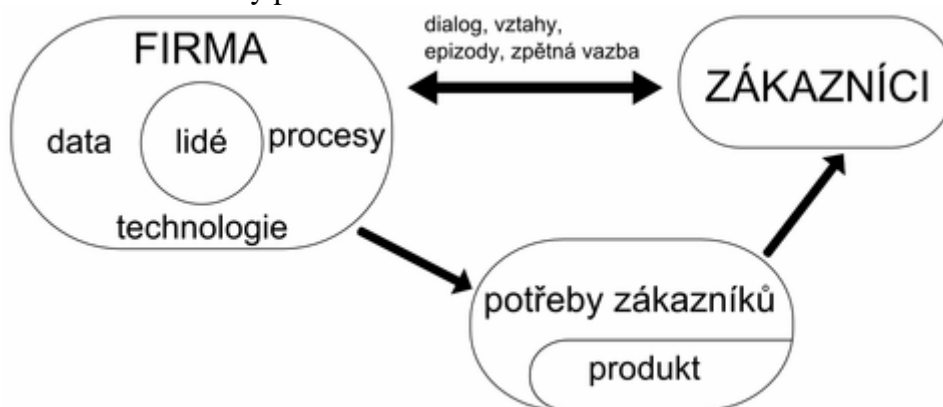 FIRMA
data
lidé
procesy
technologie
dialog, vztahy,
epizody, zpětná vazba
ZÁKAZNÍCI
potřeby zákazníků
produkt